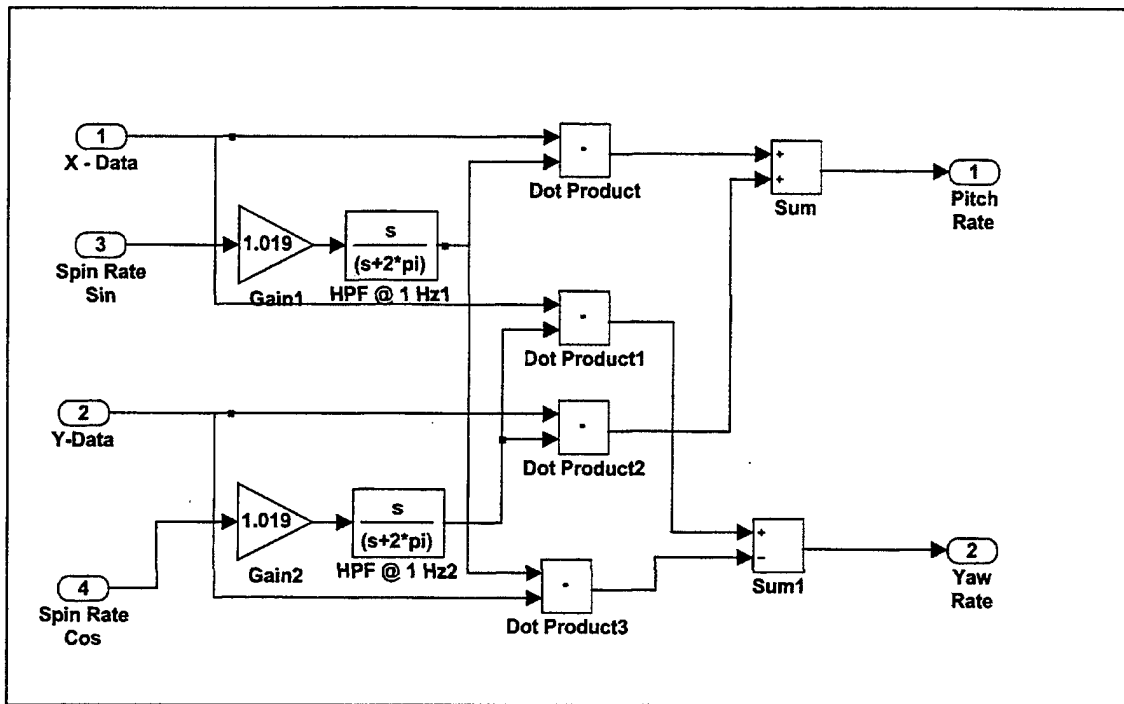 1
X - Data
3
Spin Rate
Sin
1.019
Gain1
s
(s+2*pi)
HPF @ 1 Hz1
Dot Product
+
+
Sum
1
Pitch
Rate
Dot Product1
2
Y-Data
Dot Product2
4
Spin Rate
Cos
1.019
Gain2
s
(s+2*pi)
HPF @ 1 Hz2
Dot Product3
+
−
Sum1
2
Yaw
Rate